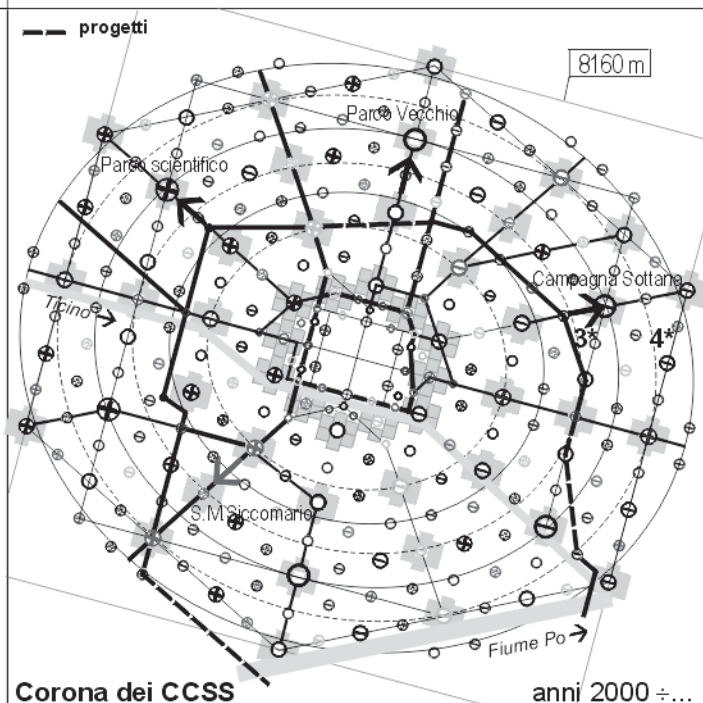 progetti
8160 m
Parco Vecchio
Parco scientifico
Campagna Sottana
Ticino
3*
4*
S.M.Siccomario
Fiume Po
Corona dei CCSS
anni 2000 ÷...